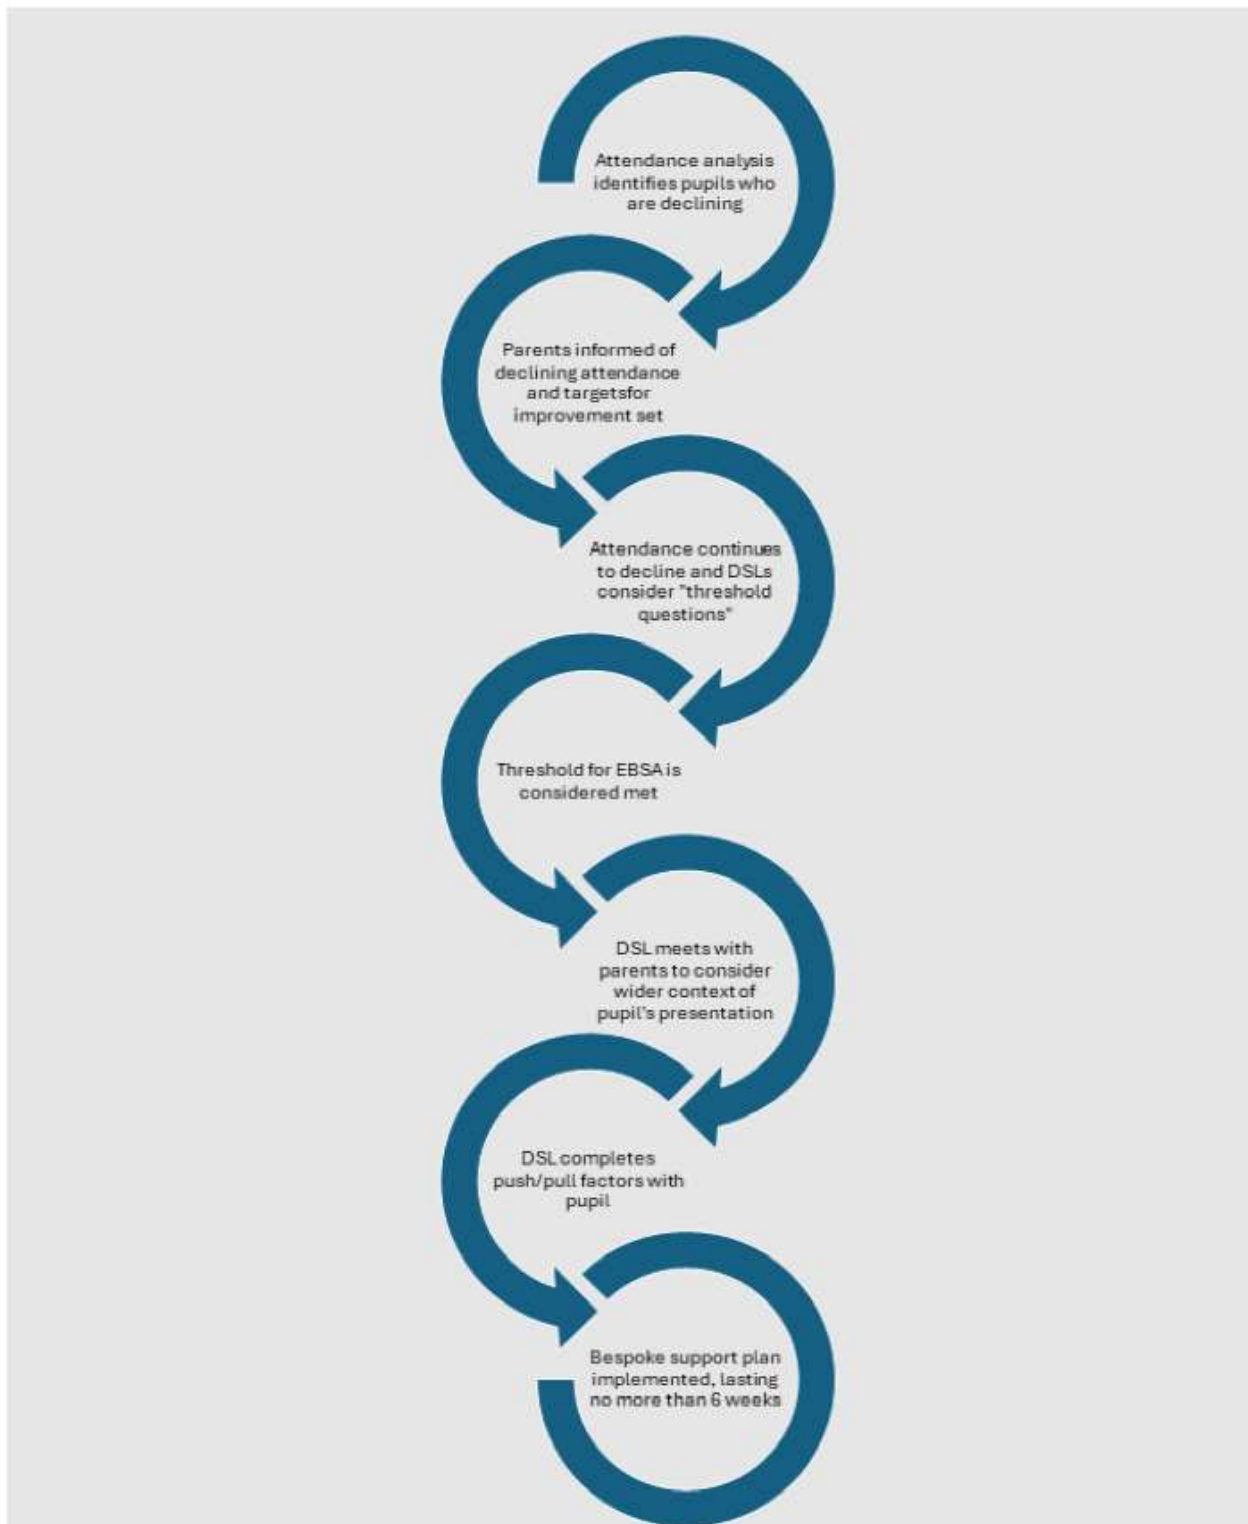 Attendance analysis
identifies pupils who
are declining
Parents informed of
declining attendance
and targetsfor
improvement set
Attendance continues
to decline and DSLs
consider "threshold
questions"
Threshold for EBSA is
considered met
DSL meets with
parents to consider
wider context of
pupil's presentation
DSL completes
push/pull factors with
pupil
Bespoke support plan
implemented, lasting
no more than 6 weeks